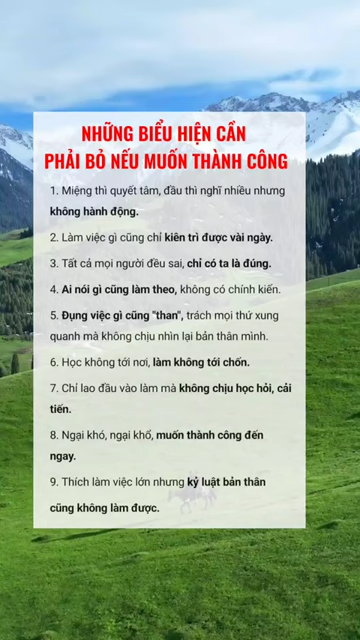 NHỮNG BIỂU HIỆN CẦN
PHẢI BỎ NẾU MUỐN THÀNH CÔNG
1. Miệng thì quyết tâm, đầu thì nghĩ nhiều nhưng
không hành động.
2. Làm việc gì cũng chỉ kiên trì được vài ngày.
3. Tất cả mọi người đều sai, chỉ có ta là đúng.
4. Ai nói gì cũng làm theo, không có chính kiến.
5. Đụng việc gì cũng "than", trách mọi thứ xung
quanh mà không chịu nhìn lại bản thân mình.
6. Học không tới nơi, làm không tới chốn.
7. Chỉ lao đầu vào làm mà không chịu học hỏi, cải
tiến.
8. Ngại khó, ngại khổ, muốn thành công đến
ngay.
9. Thích làm việc lớn nhưng kỷ luật bản thân
cũng không làm được.